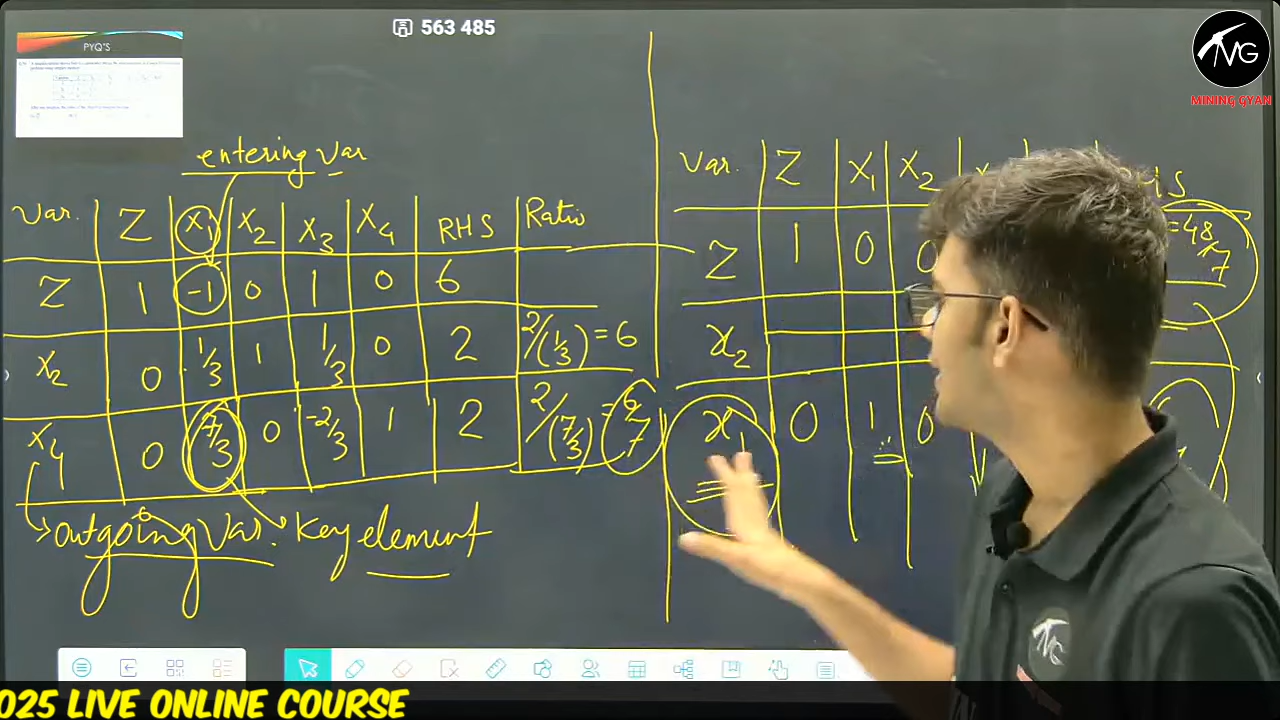 563 485
PYQ'S
MG
MINING GYAN
entering Var
Var. Z X1 X2 X3 X4 RHS Ratio
Z 1 -1 0 1 0 6
X2 0 1/3 1 1/3 0 2 2/(1/3) = 6
X4 0 7/3 0 -2/3 1 2 2/(7/3) = 6/7
Outgoing Var. Key element
Var. Z X1 X2
Z 1 0 0 =48/7
x2
x1 0 1 0
025 LIVE ONLINE COURSE